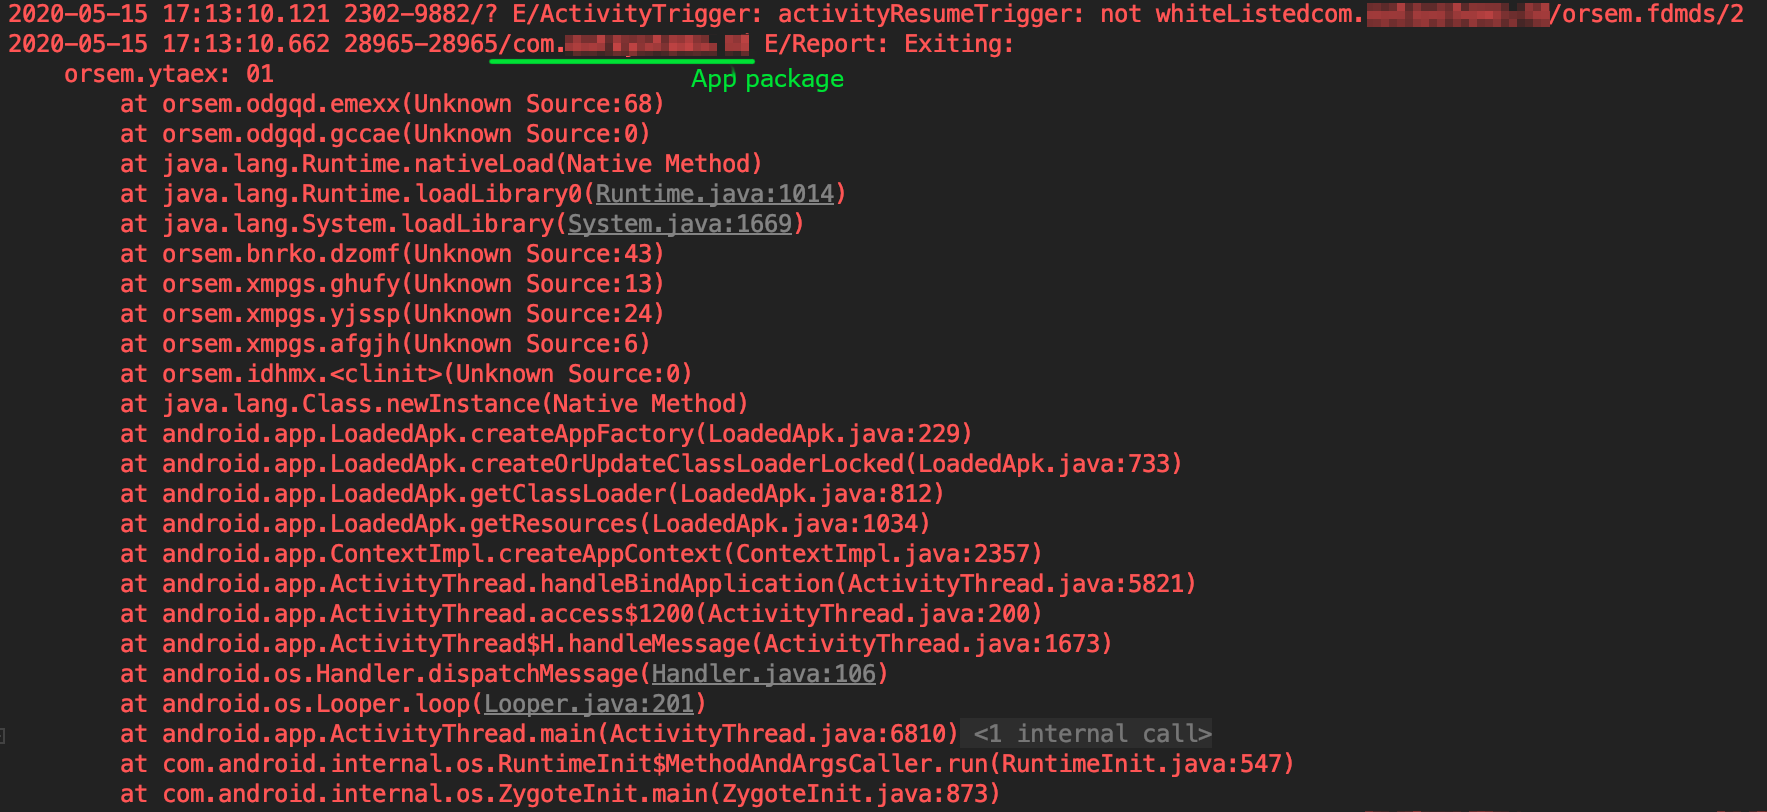 2020-05-15 17:13:10.121 2302-9882/? E/ActivityTrigger: activityResumeTrigger: not whiteListedcom./orsem.fdmds/2
2020-05-15 17:13:10.662 28965-28965/com. E/Report: Exiting:
App package
orsem.ytaex: 01
at orsem.odgqd.emexx(Unknown Source:68)
at orsem.odgqd.gccae(Unknown Source:0)
at java.lang.Runtime.nativeLoad(Native Method)
at java.lang.Runtime.loadLibrary0(Runtime.java:1014)
at java.lang.System.loadLibrary(System.java:1669)
at orsem.bnrko.dzomf(Unknown Source:43)
at orsem.xmpgs.ghufy(Unknown Source:13)
at orsem.xmpgs.yjssp(Unknown Source:24)
at orsem.xmpgs.afgjh(Unknown Source:6)
at orsem.idhmx.<clinit>(Unknown Source:0)
at java.lang.Class.newInstance(Native Method)
at android.app.LoadedApk.createAppFactory(LoadedApk.java:229)
at android.app.LoadedApk.createOrUpdateClassLoaderLocked(LoadedApk.java:733)
at android.app.LoadedApk.getClassLoader(LoadedApk.java:812)
at android.app.LoadedApk.getResources(LoadedApk.java:1034)
at android.app.ContextImpl.createAppContext(ContextImpl.java:2357)
at android.app.ActivityThread.handleBindApplication(ActivityThread.java:5821)
at android.app.ActivityThread.access$1200(ActivityThread.java:200)
at android.app.ActivityThread$H.handleMessage(ActivityThread.java:1673)
at android.os.Handler.dispatchMessage(Handler.java:106)
at android.os.Looper.loop(Looper.java:201)
at android.app.ActivityThread.main(ActivityThread.java:6810) <1 internal call>
at com.android.internal.os.RuntimeInit$MethodAndArgsCaller.run(RuntimeInit.java:547)
at com.android.internal.os.ZygoteInit.main(ZygoteInit.java:873)